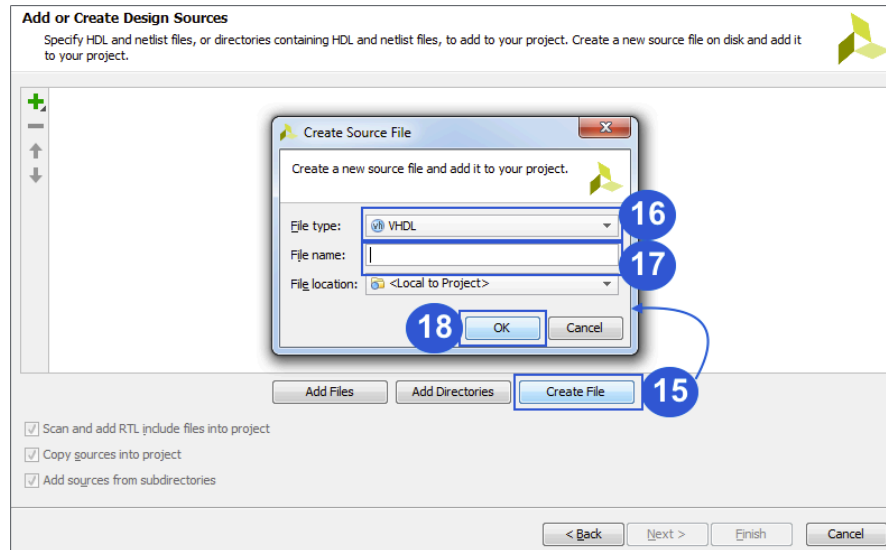 Add or Create Design Sources
Specify HDL and netlist files, or directories containing HDL and netlist files, to add to your project. Create a new source file on disk and add it
to your project.
Create Source File
Create a new source file and add it to your project.
File type: VHDL
16
File name:
17
File location: <Local to Project>
18
OK
Cancel
Add Files
Add Directories
Create File
15
Scan and add RTL include files into project
Copy sources into project
Add sources from subdirectories
< Back
Next >
Finish
Cancel